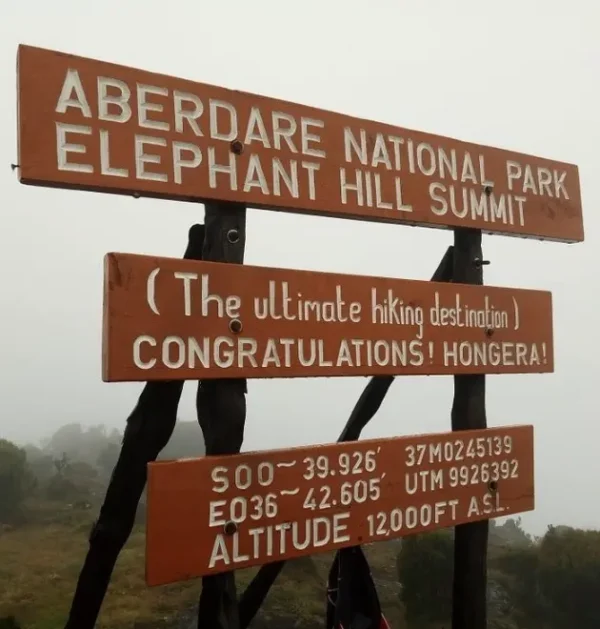 ABERDARE NATIONAL PARK
ELEPHANT HILL SUMMIT
(The ultimate hiking destination)
CONGRATULATIONS! HONGERA!
S00~39.926′ 37M0245139
E036~42.605′ UTM 9926392
ALTITUDE 12,000FT A.S.L.